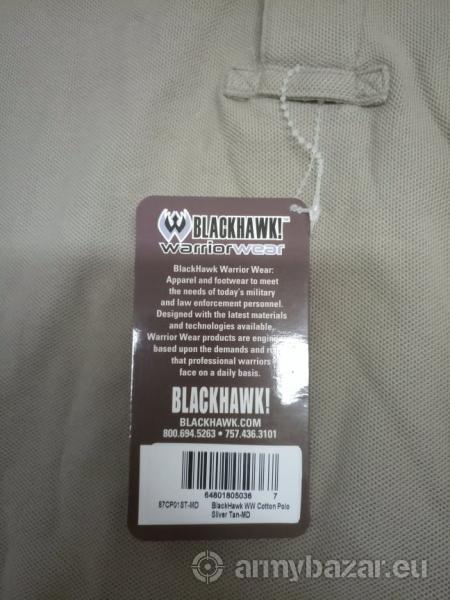 BLACKHAWK!™
warriorwear
BlackHawk Warrior Wear:
Apparel and footwear to meet
the needs of today's military
and law enforcement personnel.
Designed with the latest materials
and technologies available,
Warrior Wear products are
based upon the demands and
that professional warriors
face on a daily basis.
BLACKHAWK!
BLACKHAWK.COM
800.694.5263 • 757.436.3101
64801805036 7
87CP01ST-MD BlackHawk WW Cotton Polo
Silver Tan-MD
armybazar.eu